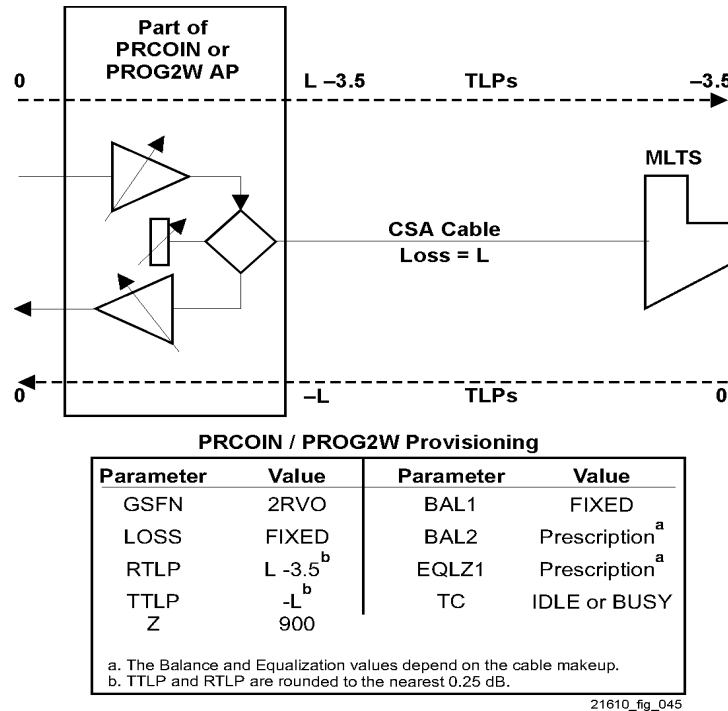 Part of
PRCOIN or
PROG2W AP
0 L –3.5 TLPs –3.5
MLTS
CSA Cable
Loss = L
0 –L TLPs 0
PRCOIN / PROG2W Provisioning
Parameter Value Parameter Value
GSFN 2RVO BAL1 FIXED
LOSS FIXED BAL2 Prescription a
RTLP L -3.5 b EQLZ1 Prescription a
TTLP -L b TC IDLE or BUSY
Z 900
a. The Balance and Equalization values depend on the cable makeup.
b. TTLP and RTLP are rounded to the nearest 0.25 dB.
21610_fig_045